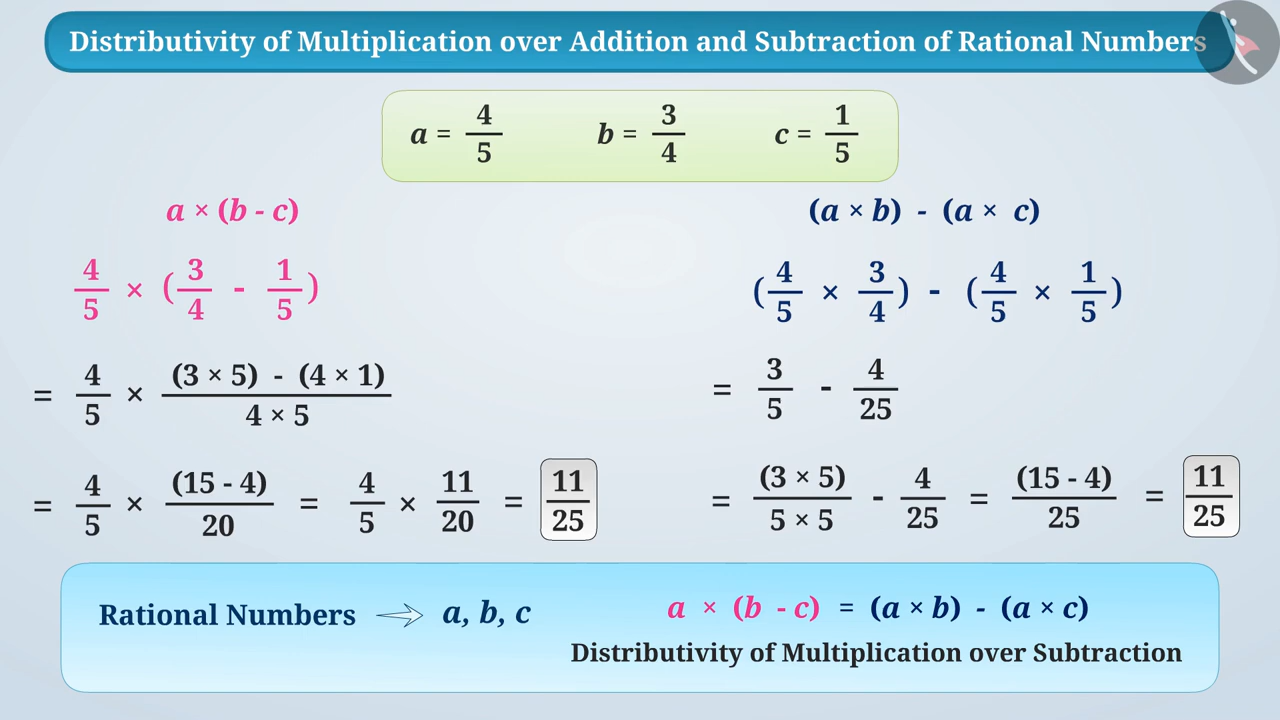 Distributivity of Multiplication over Addition and Subtraction of Rational Numbers
a = 4/5 b = 3/4 c = 1/5
a × (b - c)
4/5 × (3/4 - 1/5)
= 4/5 × (3 × 5) - (4 × 1)/4 × 5
= 4/5 × (15 - 4)/20 = 4/5 × 11/20 = 11/25
(a × b) - (a × c)
(4/5 × 3/4) - (4/5 × 1/5)
= 3/5 - 4/25
= (3 × 5)/5 × 5 - 4/25 = (15 - 4)/25 = 11/25
Rational Numbers → a, b, c
a × (b - c) = (a × b) - (a × c)
Distributivity of Multiplication over Subtraction